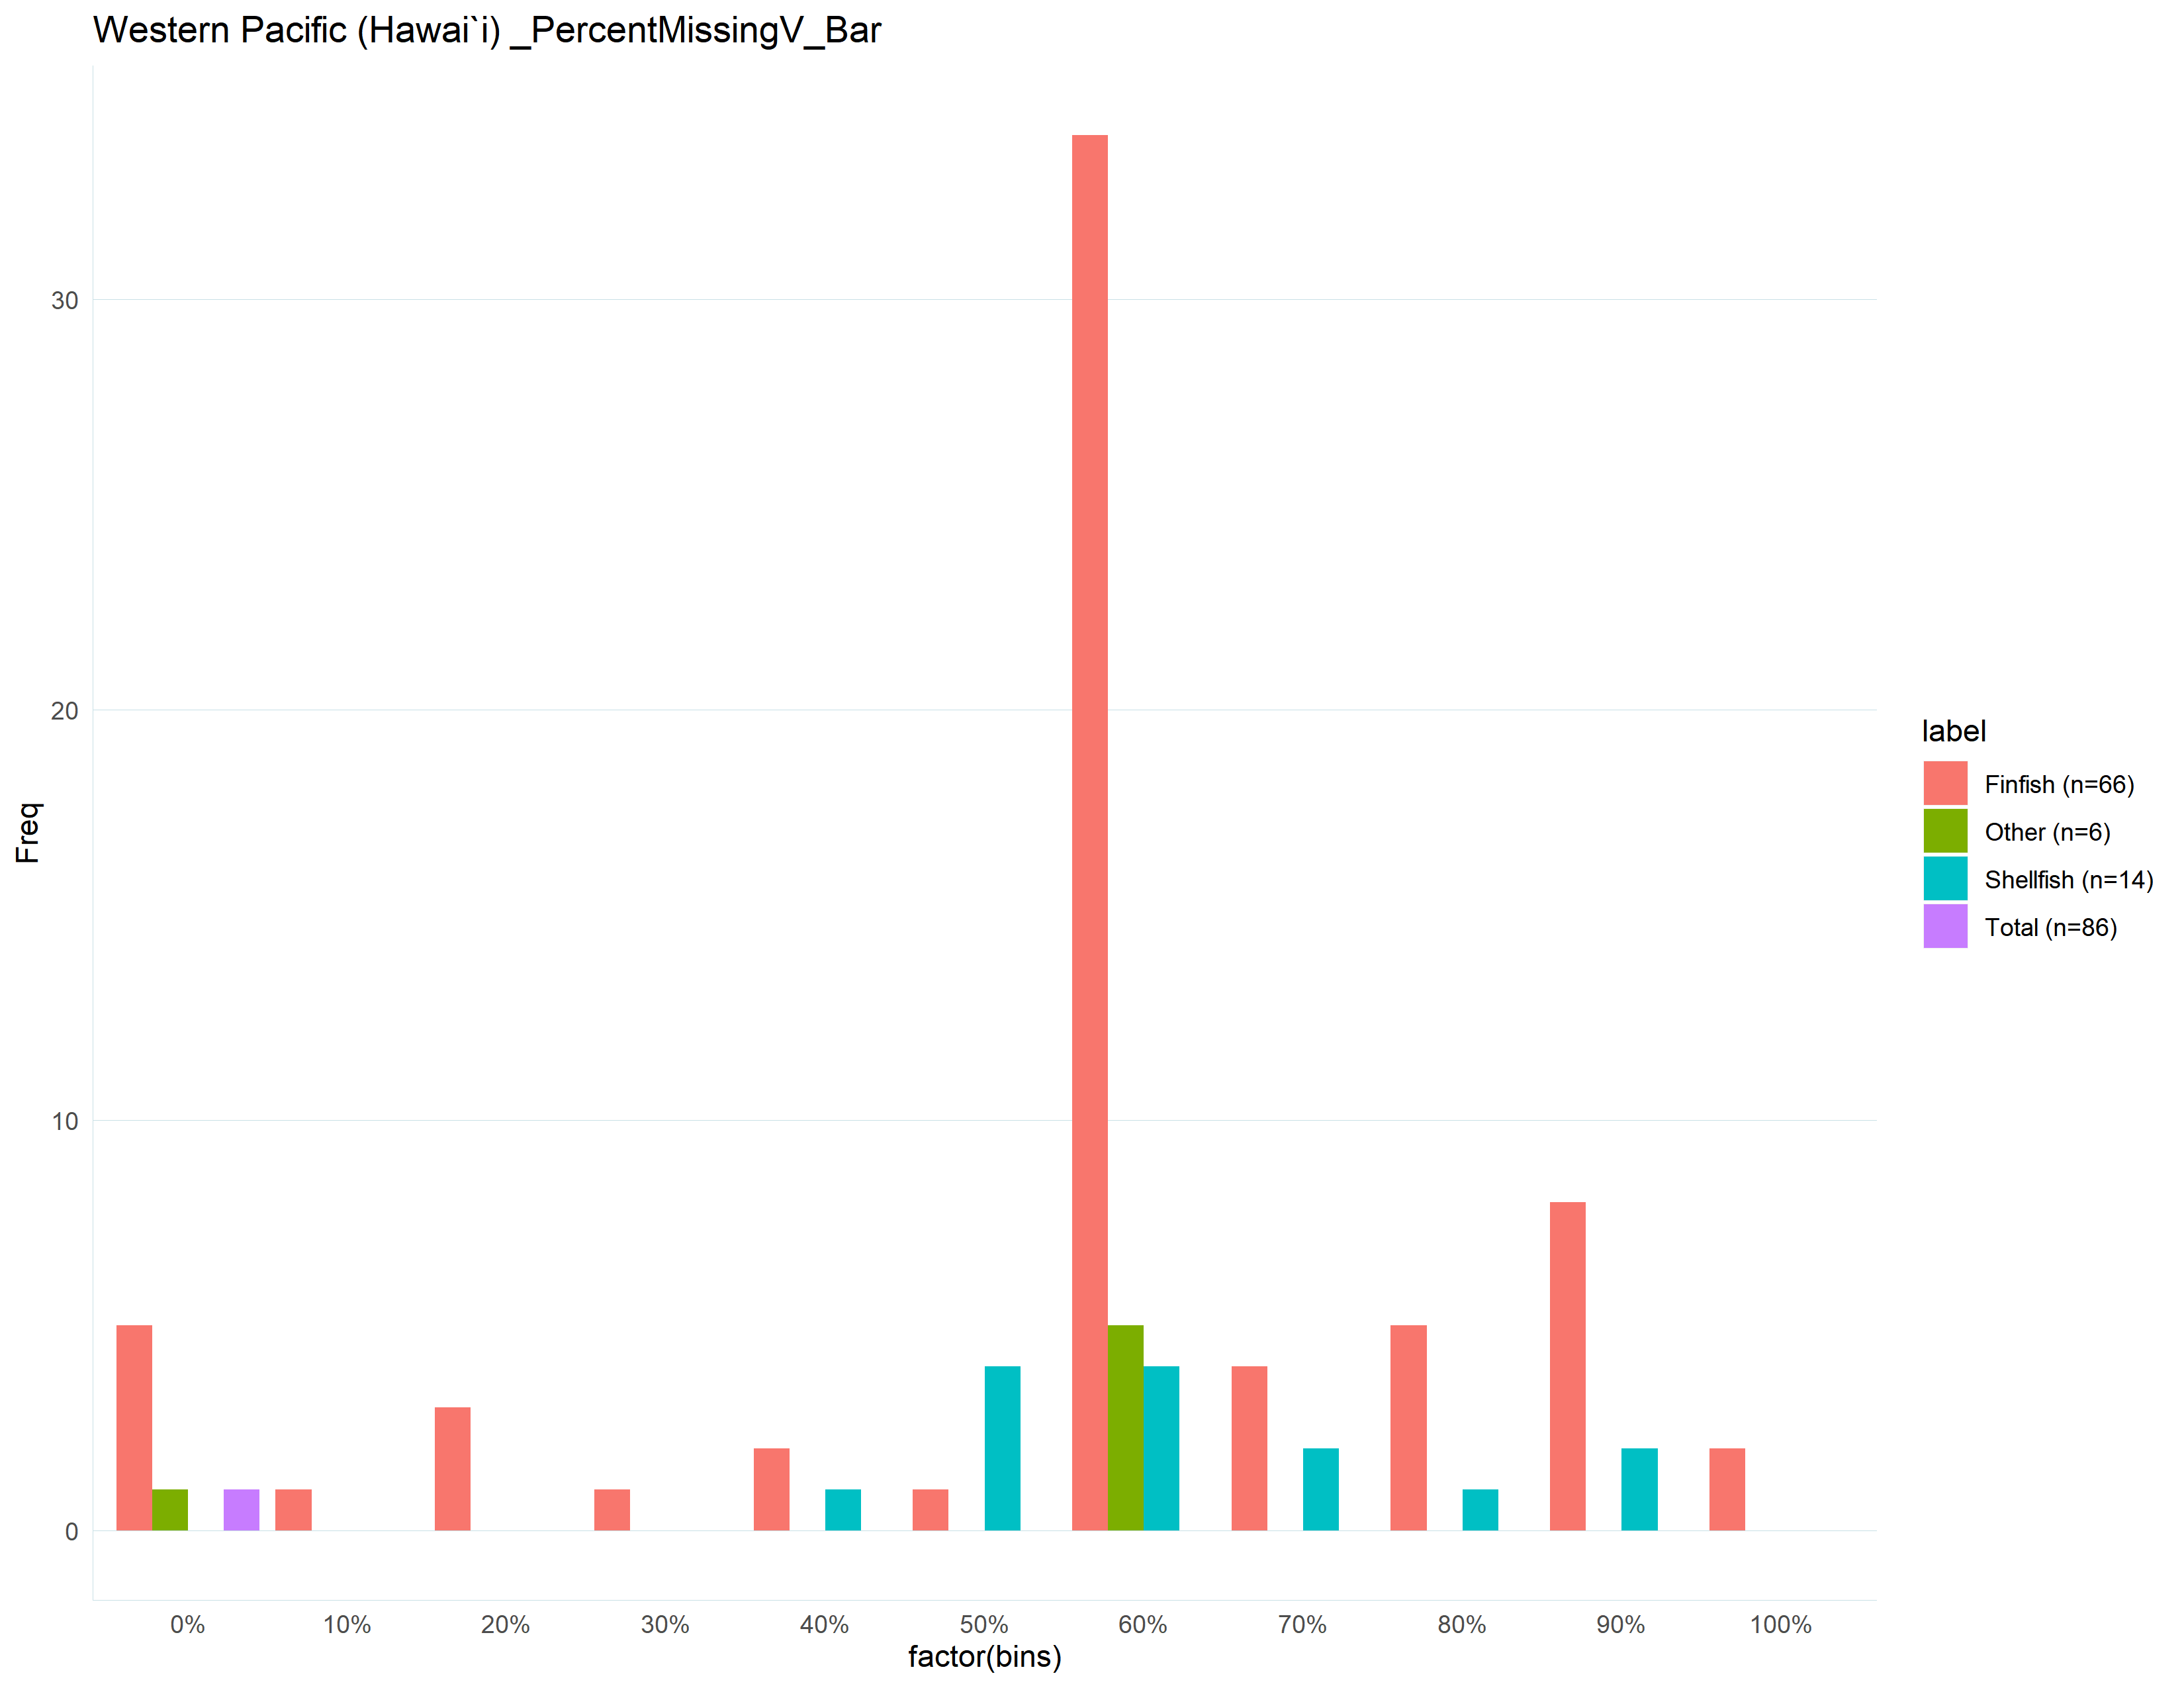 Western Pacific (Hawai`i) _PercentMissingV_Bar
30
20
10
0
Freq
0% 10% 20% 30% 40% 50% 60% 70% 80% 90% 100%
factor(bins)
label
Finfish (n=66)
Other (n=6)
Shellfish (n=14)
Total (n=86)